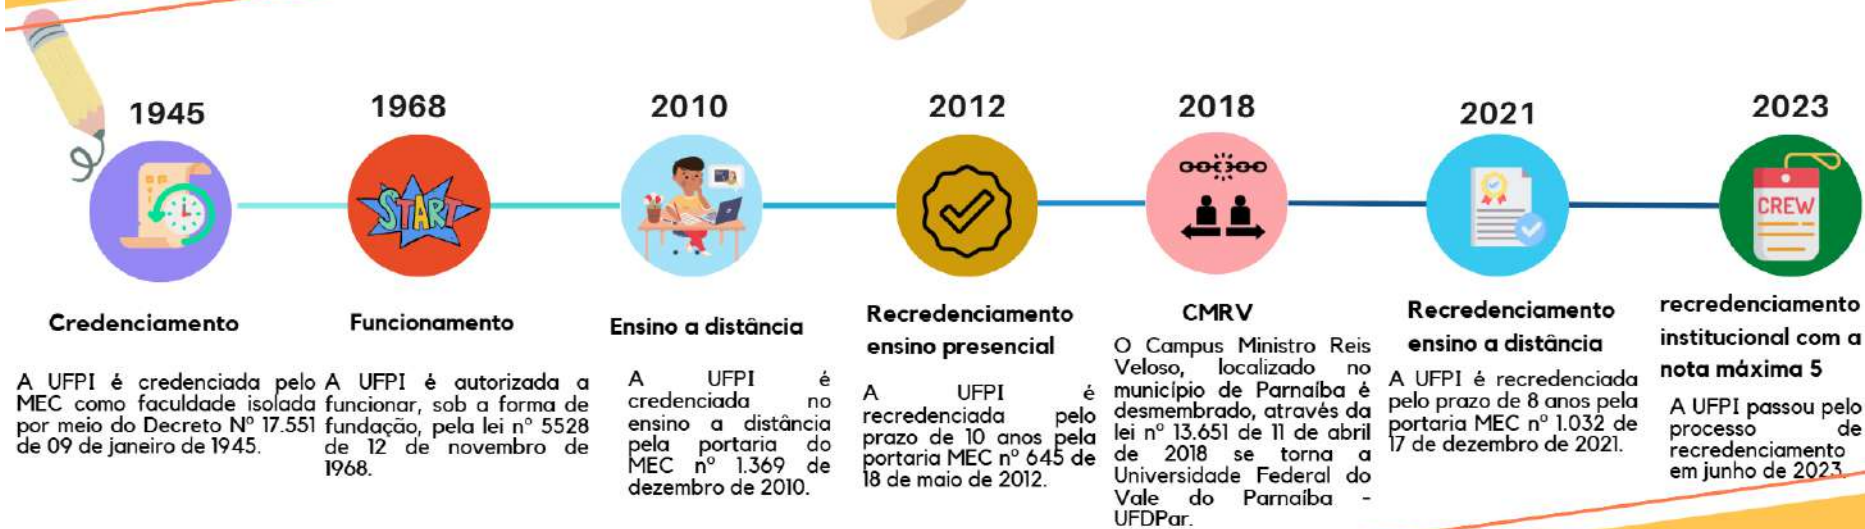 1945
Credenciamento
A UFPI é credenciada pelo
MEC como faculdade isolada
por meio do Decreto Nº 17.551
de 09 de janeiro de 1945.
1968
START
Funcionamento
A UFPI é autorizada a
funcionar, sob a forma de
fundação, pela lei nº 5528
de 12 de novembro de
1968.
2010
Ensino a distância
A UFPI é
credenciada no
ensino a distância
pela portaria do
MEC nº 1.369 de
dezembro de 2010.
2012
Recredenciamento
ensino presencial
A UFPI é
recredenciada pelo
prazo de 10 anos pela
portaria MEC nº 645 de
18 de maio de 2012.
2018
CMRV
O Campus Ministro Reis
Veloso, localizado no
município de Parnaíba é
desmembrado, através da
lei nº 13.651 de 11 de abril
de 2018 se torna a
Universidade Federal do
Vale do Parnaíba -
UFDPar.
2021
Recredenciamento
ensino a distância
A UFPI é recredenciada
pelo prazo de 8 anos pela
portaria MEC nº 1.032 de
17 de dezembro de 2021.
2023
CREW
recredenciamento
institucional com a
nota máxima 5
A UFPI passou pelo
processo de
recredenciamento
em junho de 2023.